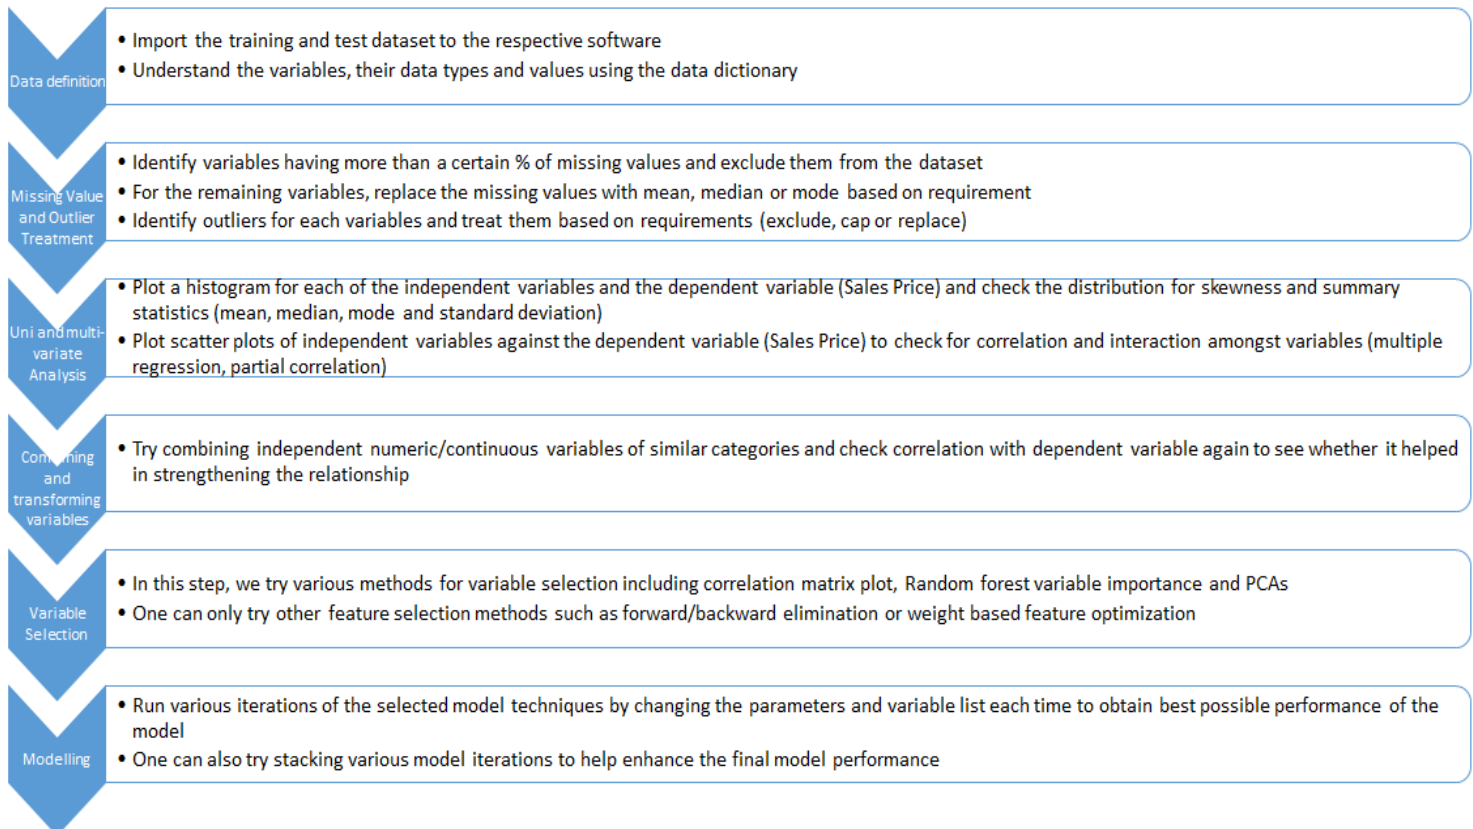 Data definition
• Import the training and test dataset to the respective software
• Understand the variables, their data types and values using the data dictionary
Missing Value
and Outlier
Treatment
• Identify variables having more than a certain % of missing values and exclude them from the dataset
• For the remaining variables, replace the missing values with mean, median or mode based on requirement
• Identify outliers for each variables and treat them based on requirements (exclude, cap or replace)
Uni and multi-
variate
Analysis
• Plot a histogram for each of the independent variables and the dependent variable (Sales Price) and check the distribution for skewness and summary
statistics (mean, median, mode and standard deviation)
• Plot scatter plots of independent variables against the dependent variable (Sales Price) to check for correlation and interaction amongst variables (multiple
regression, partial correlation)
Combining
and
transforming
variables
• Try combining independent numeric/continuous variables of similar categories and check correlation with dependent variable again to see whether it helped
in strengthening the relationship
Variable
Selection
• In this step, we try various methods for variable selection including correlation matrix plot, Random forest variable importance and PCAs
• One can only try other feature selection methods such as forward/backward elimination or weight based feature optimization
Modelling
• Run various iterations of the selected model techniques by changing the parameters and variable list each time to obtain best possible performance of the
model
• One can also try stacking various model iterations to help enhance the final model performance